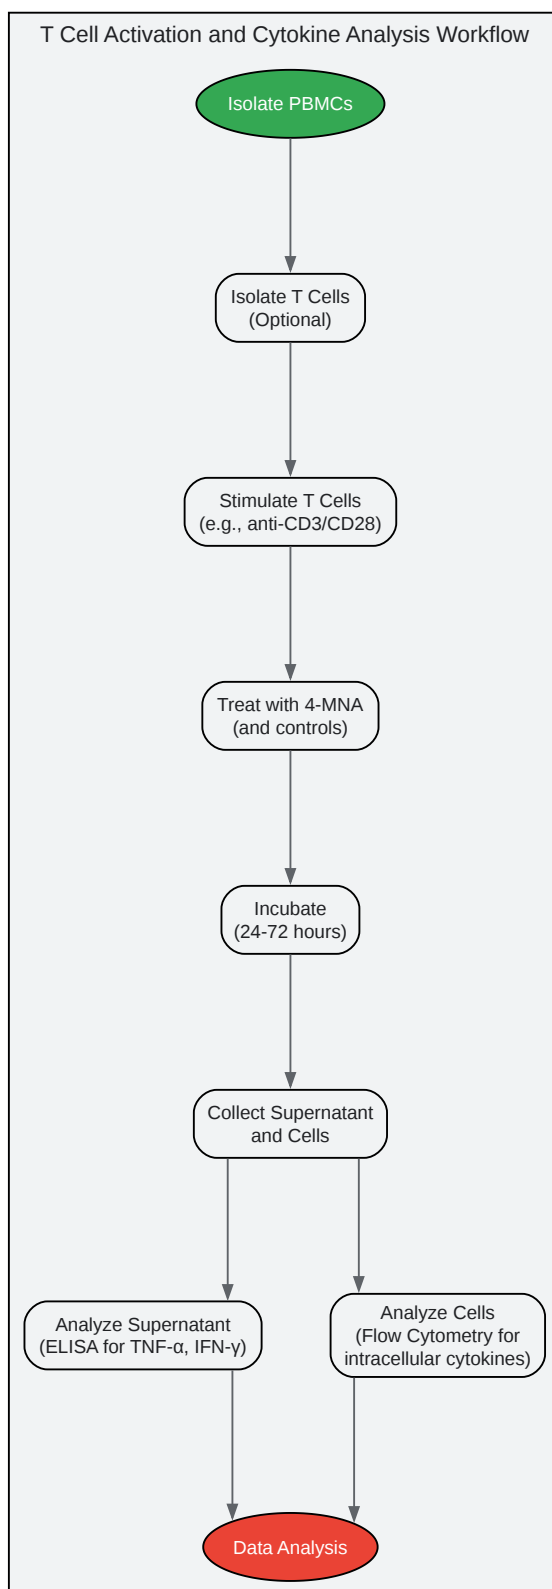 T Cell Activation and Cytokine Analysis Workflow
Isolate PBMCs
Isolate T Cells
(Optional)
Stimulate T Cells
(e.g., anti-CD3/CD28)
Treat with 4-MNA
(and controls)
Incubate
(24-72 hours)
Collect Supernatant
and Cells
Analyze Supernatant
(ELISA for TNF-α, IFN-γ)
Analyze Cells
(Flow Cytometry for
intracellular cytokines)
Data Analysis